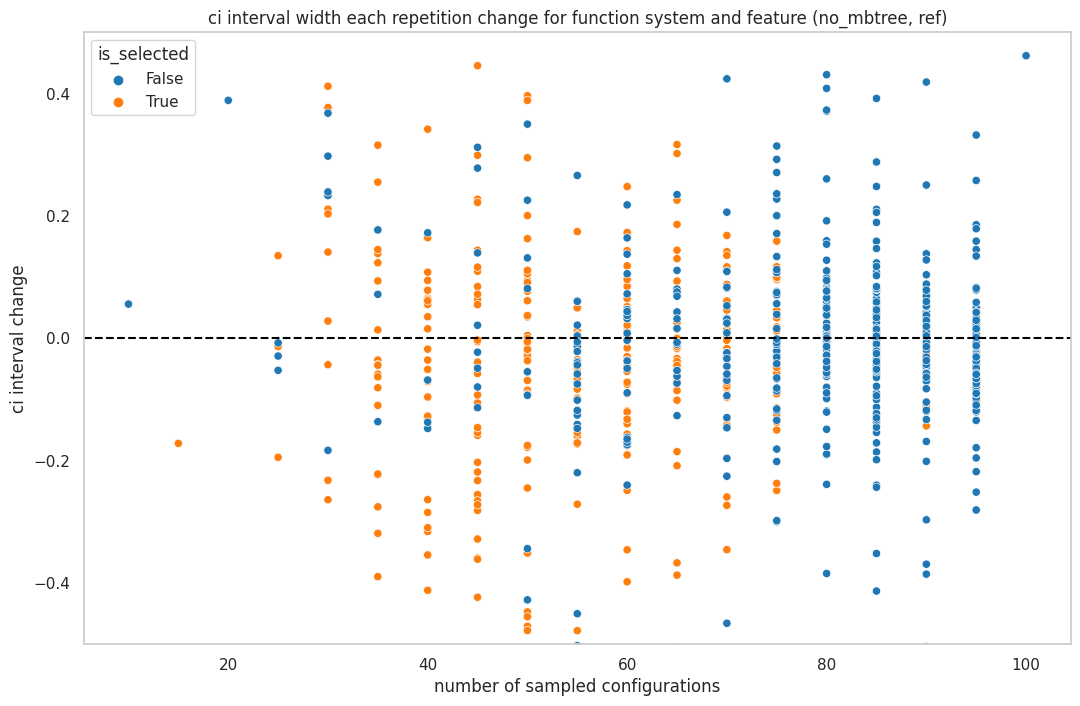 ci interval width each repetition change for function system and feature (no_mbtree, ref)
is_selected
False
True
ci interval change
0.4
0.2
0.0
−0.2
−0.4
20 40 60 80 100
number of sampled configurations